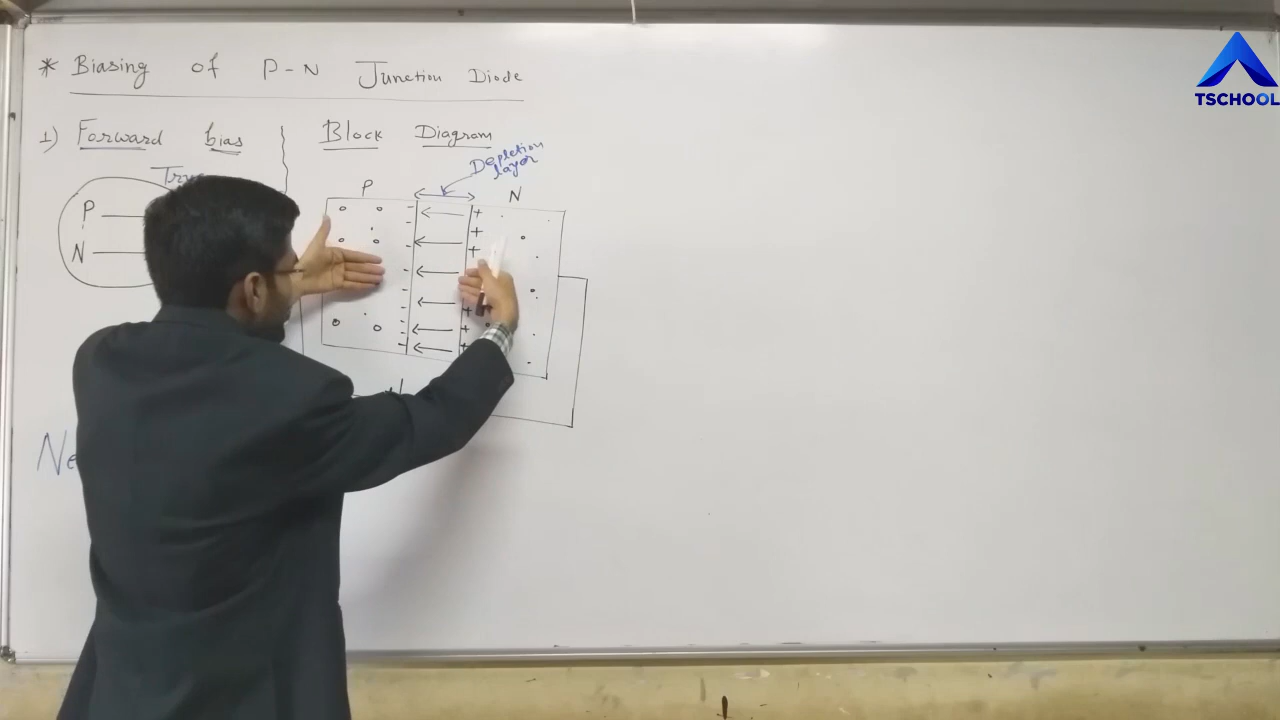 * Biasing of P-N Junction Diode
1) Forward bias
Block Diagram
Depletion
layer
P
N
P
N
TSCHOOL